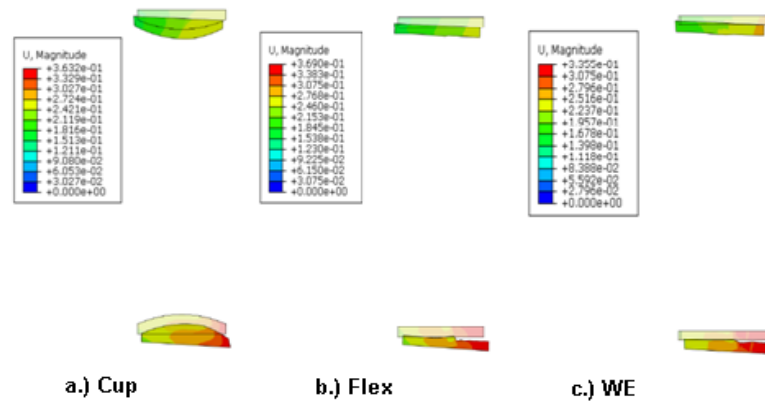 U, Magnitude
+3.632e-01
+3.329e-01
+3.027e-01
+2.724e-01
+2.421e-01
+2.119e-01
+1.816e-01
+1.513e-01
+1.211e-01
+9.080e-02
+6.053e-02
+3.027e-02
+0.000e+00
U, Magnitude
+3.690e-01
+3.383e-01
+3.075e-01
+2.768e-01
+2.460e-01
+2.153e-01
+1.845e-01
+1.538e-01
+1.230e-01
+9.225e-02
+6.150e-02
+3.075e-02
+0.000e+00
U, Magnitude
+3.355e-01
+3.075e-01
+2.796e-01
+2.516e-01
+2.237e-01
+1.957e-01
+1.678e-01
+1.398e-01
+1.118e-01
+8.388e-02
+5.592e-02
+2.796e-02
+0.000e+00
a.) Cup
b.) Flex
c.) WE